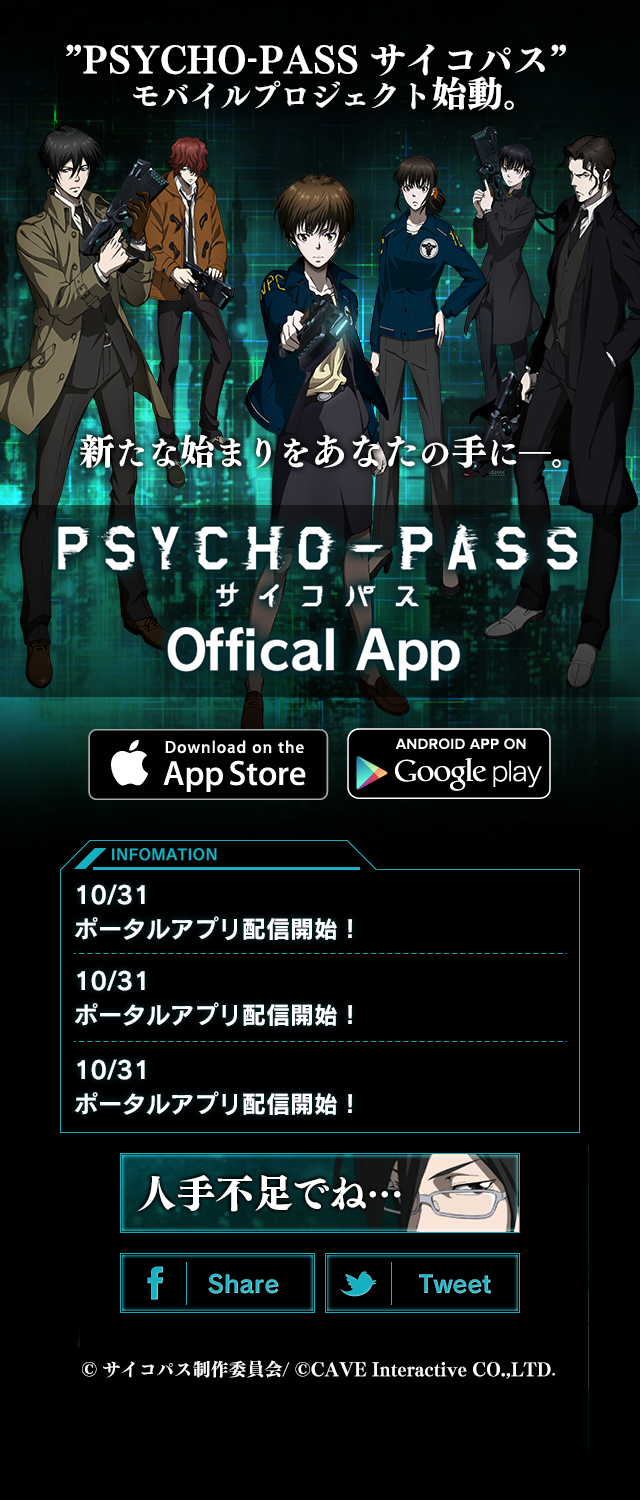 ”PSYCHO-PASS サイコパス”
モバイルプロジェクト始動。
新たな始まりをあなたの手に―。
PSYCHO-PASS
サイコパス
Offical App
Download on the
App Store
ANDROID APP ON
Google play
INFOMATION
10/31
ポータルアプリ配信開始！
10/31
ポータルアプリ配信開始！
10/31
ポータルアプリ配信開始！
人手不足でね…
Share
Tweet
© サイコパス制作委員会/ ©CAVE Interactive CO.,LTD.